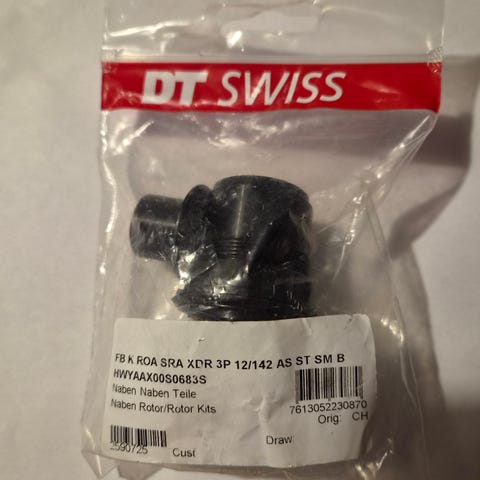 DT SWISS
FB K ROA SRA XDR 3P 12/142 AS ST SM B
HWYAAX00S0683S
Naben Naben Teile
Naben Rotor/Rotor Kits
7613052230870
Orig: CH
Draw:
2590725 Cust